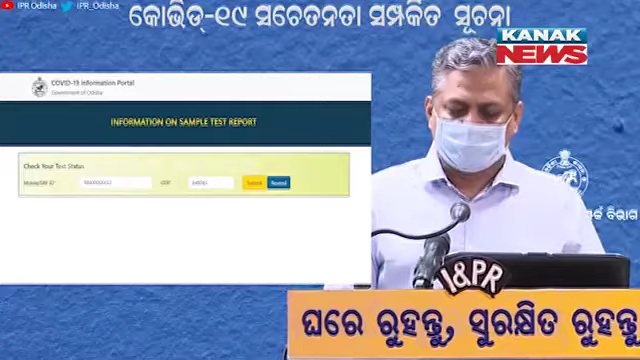 IPR Odisha IPR_Odisha
କୋଭିଡ୍-୧୯ ସଚେତନତା ସମ୍ପର୍କିତ ସୂଚନା
KANAK
NEWS
COVID-19 Information Portal
Government of Odisha
INFORMATION ON SAMPLE TEST REPORT
Check Your Test Status
OTP Submit Resend
ର୍କ ବିଭାଗ
I&PR
ଘରେ ରୁହନ୍ତୁ, ସୁରକ୍ଷିତ ରୁହନ୍ତୁ